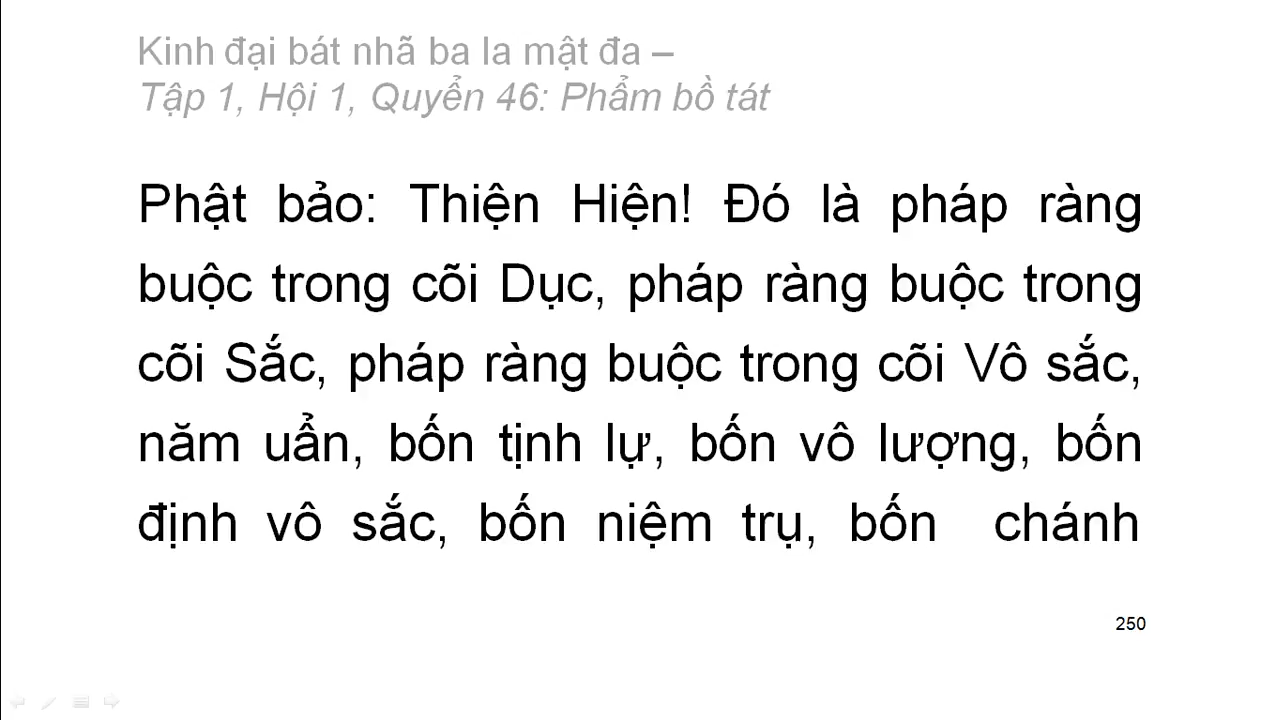 Kinh đại bát nhã ba la mật đa –
Tập 1, Hội 1, Quyển 46: Phẩm bồ tát
Phật bảo: Thiện Hiện! Đó là pháp ràng
buộc trong cõi Dục, pháp ràng buộc trong
cõi Sắc, pháp ràng buộc trong cõi Vô sắc,
năm uẩn, bốn tịnh lự, bốn vô lượng, bốn
định vô sắc, bốn niệm trụ, bốn chánh
250